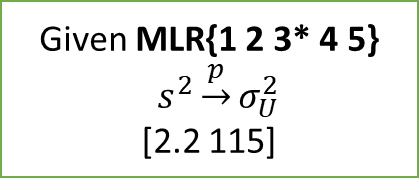 Given MLR{1 2 3* 4 5}
s² →ᵖ σ²_U
[2.2 115]